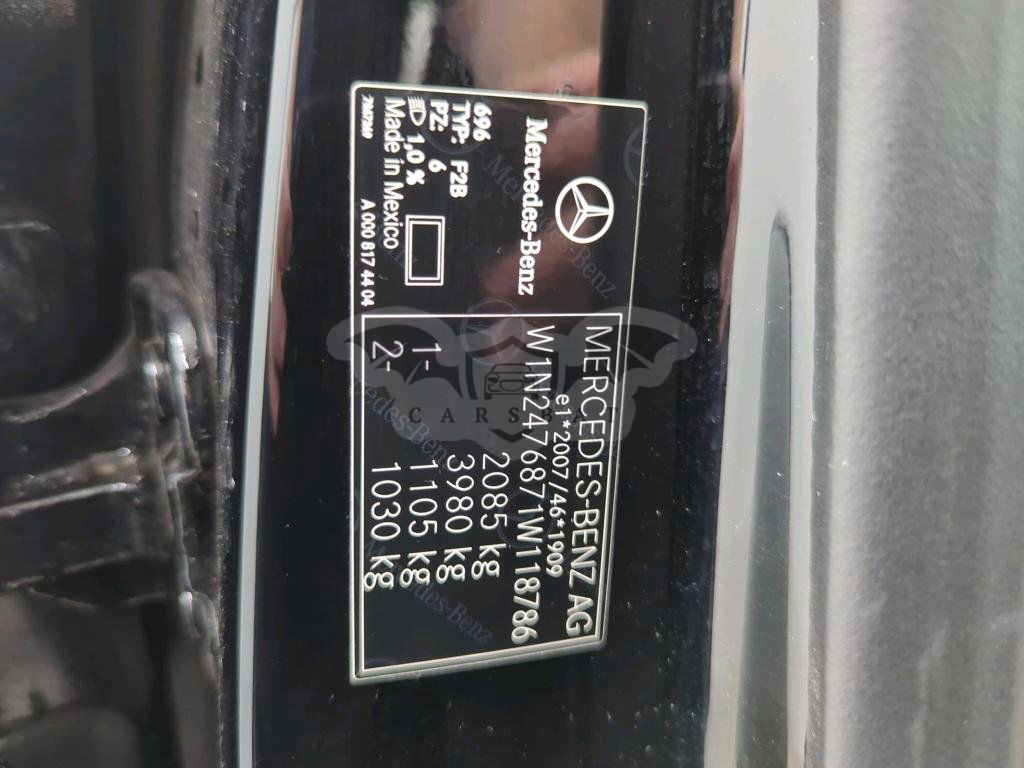 Mercedes-Benz
696
TYP: F2B
PZ: 6
1,0 %
Made in Mexico
A 000 817 44 04
MERCEDES-BENZ AG
e1*2007/46*1909
W1N2476871W118786
2085 kg
3980 kg
1- 1105 kg
2- 1030 kg
CARSBAT